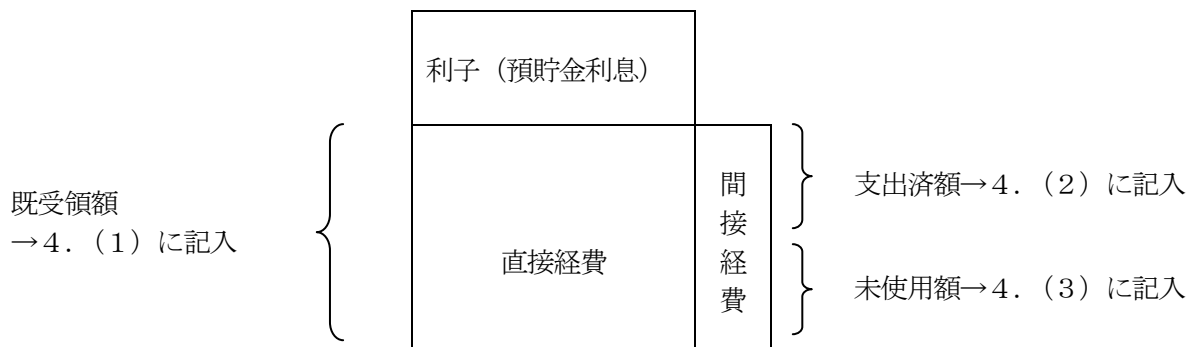 利子（預貯金利息）
既受領額
→４．（１）に記入
直接経費
間接経費
支出済額→４．（２）に記入
未使用額→４．（３）に記入